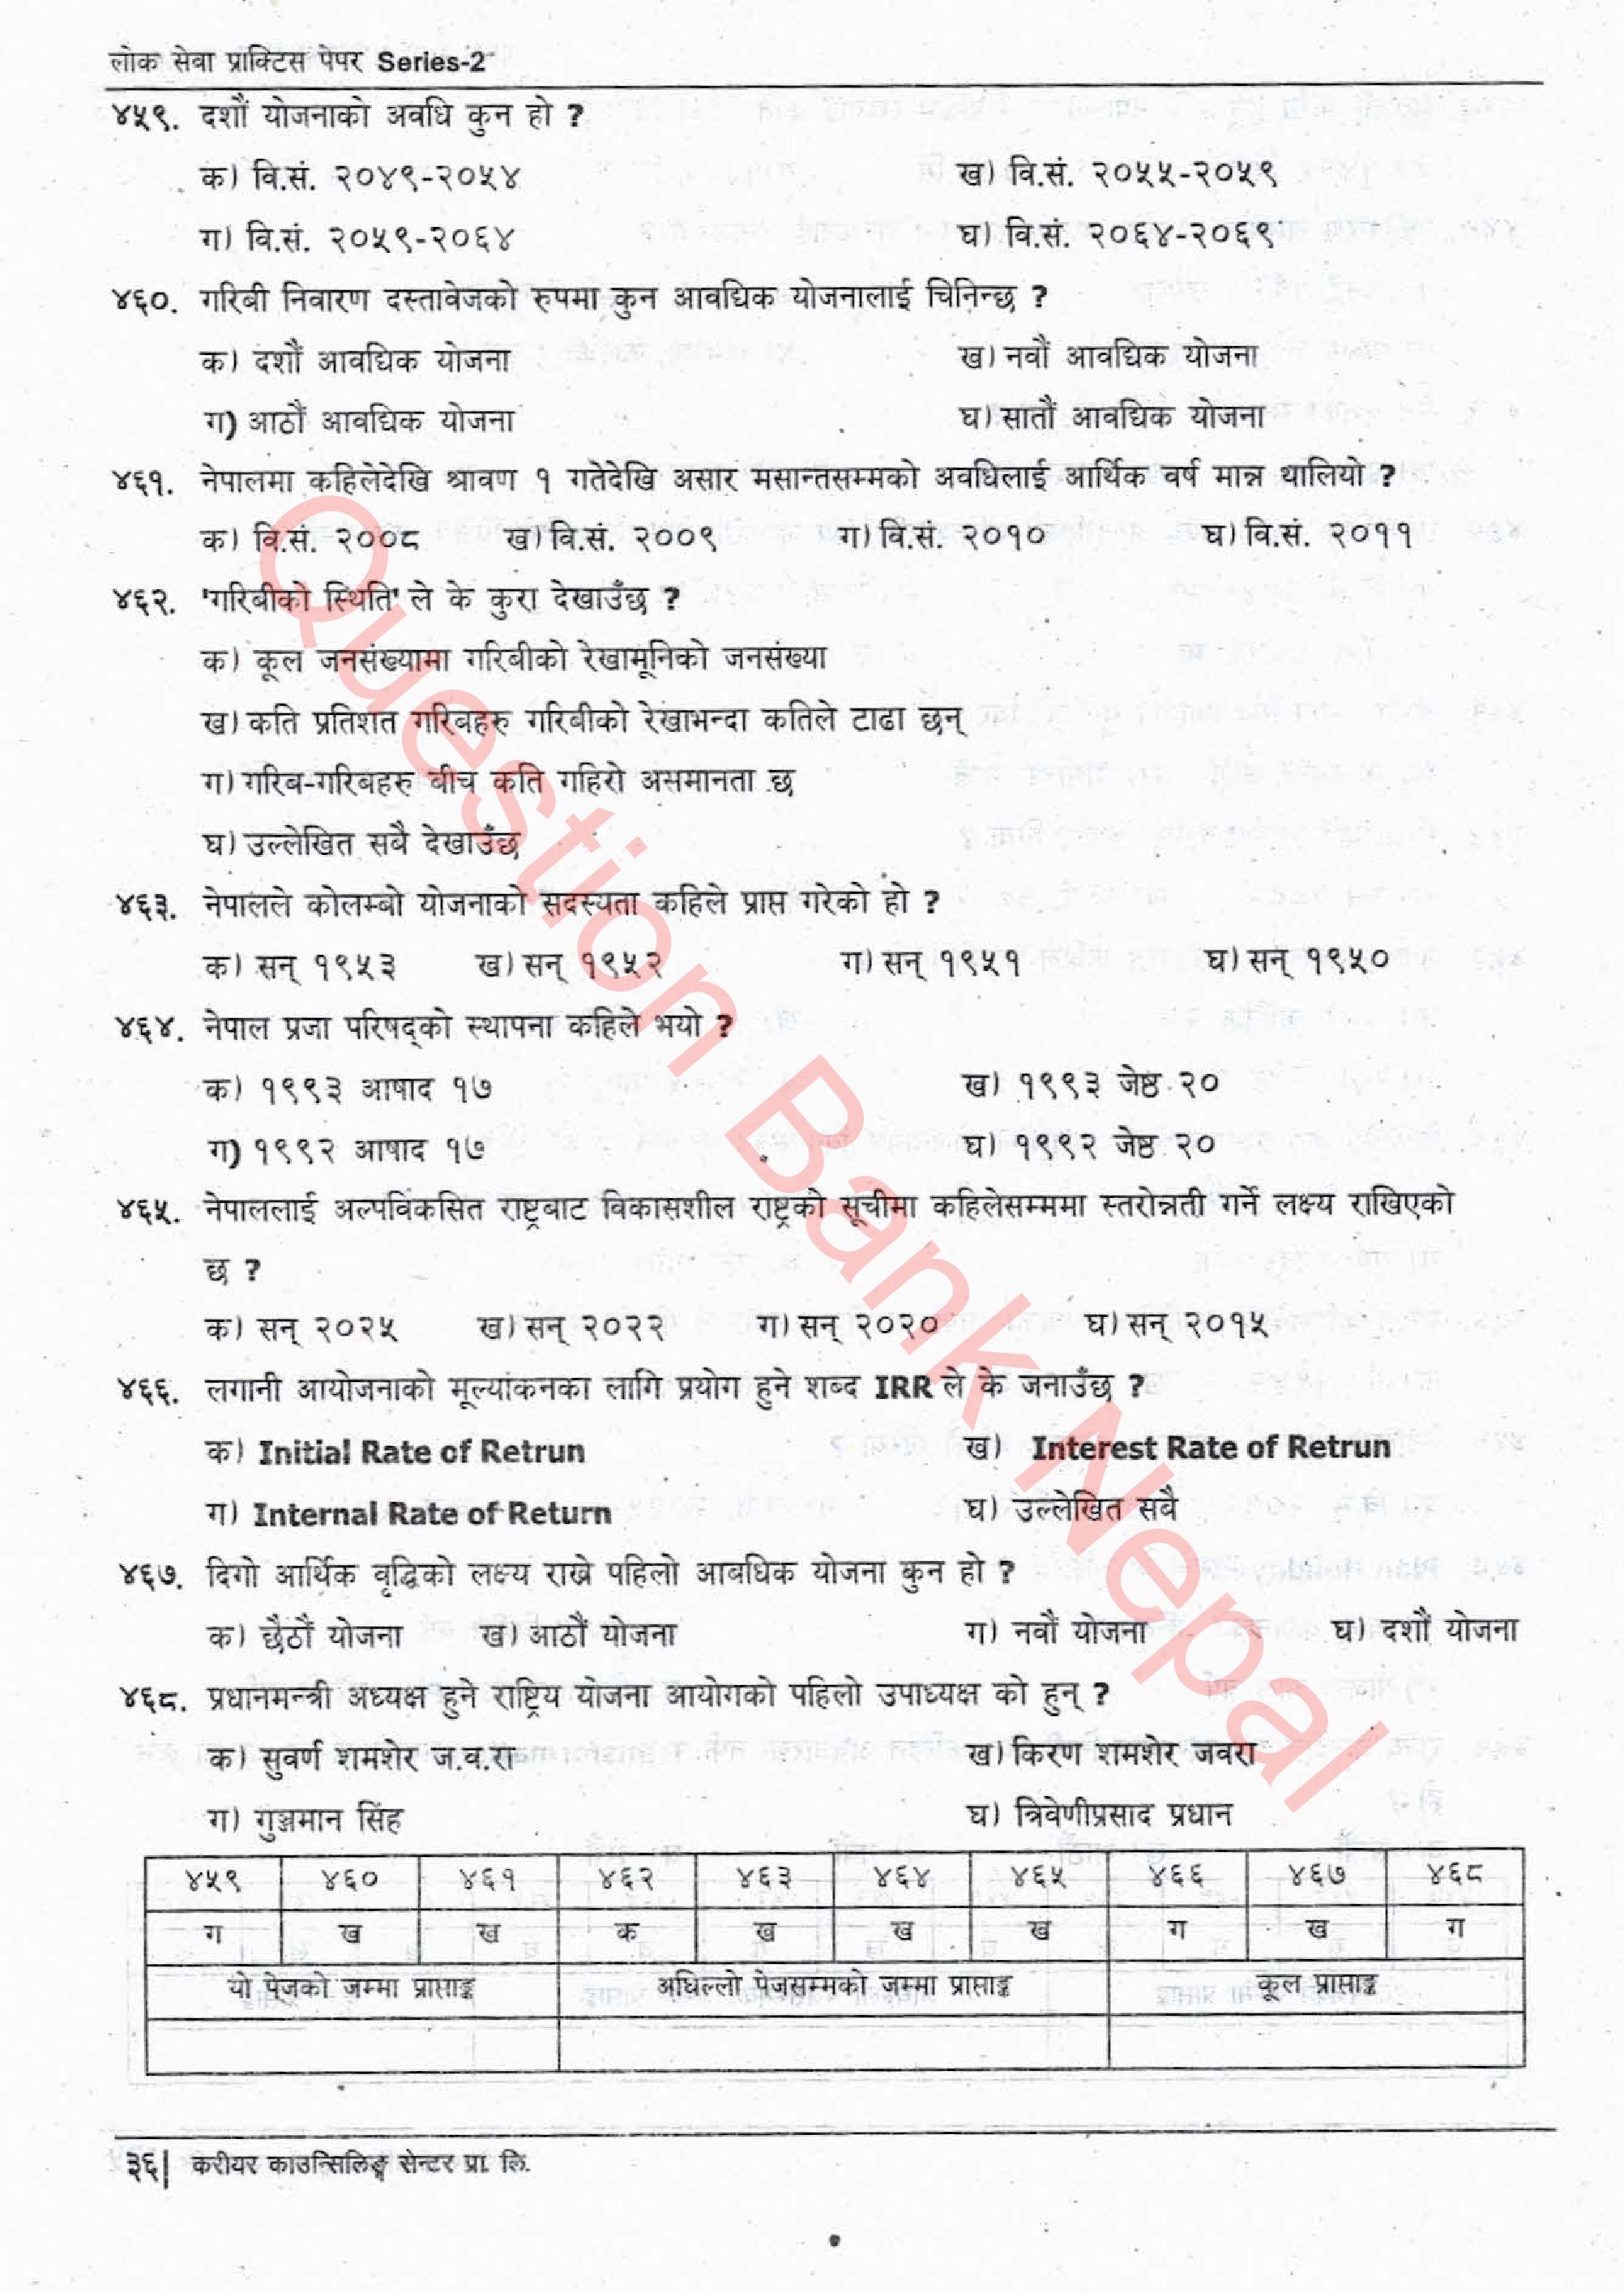 लोक सेवा प्राक्टिस पेपर Series-2
४५९. दशौं योजनाको अवधि कुन हो ?
क) वि.सं. २०४९-२०५४ ख) वि.सं. २०५५-२०५९
ग) वि.सं. २०५९-२०६४ घ) वि.सं. २०६४-२०६९
४६०. गरिबी निवारण दस्तावेजको रुपमा कुन आवद्यिक योजनालाई चिनिन्छ ?
क) दशौं आवद्यिक योजना ख) नवौं आवद्यिक योजना
ग) आठौं आवद्यिक योजना घ) सातौं आवद्यिक योजना
४६१. नेपालमा कहिलेदेखि श्रावण १ गतेदेखि असार मसान्तसम्मको अवधिलाई आर्थिक वर्ष मान्न थालियो ?
क) वि.सं. २००८ ख) वि.सं. २००९ ग) वि.सं. २०१० घ) वि.सं. २०११
४६२. 'गरिबीको स्थिति' ले के कुरा देखाउँछ ?
क) कूल जनसंख्यामा गरिबीको रेखामूनिको जनसंख्या
ख) कति प्रतिशत गरिबहरु गरिबीको रेखाभन्दा कतिले टाढा छन्
ग) गरिब-गरिबहरु बीच कति गहिरो असमानता छ
घ) उल्लेखित सबै देखाउँछ
४६३. नेपालले कोलम्बो योजनाको सदस्यता कहिले प्राप्त गरेको हो ?
क) सन् १९५३ ख) सन् १९५२ ग) सन् १९५१ घ) सन् १९५०
४६४. नेपाल प्रजा परिषद्को स्थापना कहिले भयो ?
क) १९९३ आषाद १७ ख) १९९३ जेष्ठ २०
ग) १९९२ आषाद १७ घ) १९९२ जेष्ठ २०
४६५. नेपाललाई अल्पविकसित राष्ट्रबाट विकासशील राष्ट्रको सूचीमा कहिलेसम्ममा स्तरोन्नती गर्ने लक्ष्य राखिएको
छ ?
क) सन् २०२५ ख) सन् २०२२ ग) सन् २०२० घ) सन् २०१५
४६६. लगानी आयोजनाको मूल्यांकनका लागि प्रयोग हुने शब्द IRR ले के जनाउँछ ?
क) Initial Rate of Retrun ख) Interest Rate of Retrun
ग) Internal Rate of Return घ) उल्लेखित सबै
४६७. दिगो आर्थिक वृद्धिको लक्ष्य राख्ने पहिलो आबधिक योजना कुन हो ?
क) छैठौं योजना ख) आठौं योजना ग) नवौं योजना घ) दशौं योजना
४६८. प्रधानमन्त्री अध्यक्ष हुने राष्ट्रिय योजना आयोगको पहिलो उपाध्यक्ष को हुन् ?
क) सुवर्ण शमशेर ज.व.रा ख) किरण शमशेर जवरा
ग) गुञ्जमान सिंह घ) त्रिवेणीप्रसाद प्रधान
४५९ ४६० ४६१ ४६२ ४६३ ४६४ ४६५ ४६६ ४६७ ४६८
ग ख ख क ख ख ख ग ख ग
यो पेजको जम्मा प्राप्ताङ्क अघिल्लो पेजसम्मको जम्मा प्राप्ताङ्क कूल प्राप्ताङ्क
३६| करीयर काउन्सिलिङ्ग सेन्टर प्रा. लि.
Question Bank Nepal